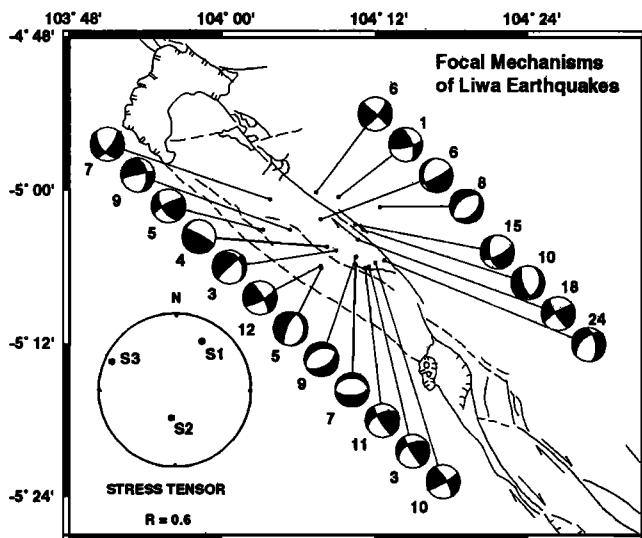 103° 48' 104° 00' 104° 12' 104° 24'
-4° 48'
Focal Mechanisms
of Liwa Earthquakes
6
1
6
8
7
-5° 00'
9
15
5
10
4
18
3
24
12
N
5
-5° 12'
S1
S3
9
7
S2
11
3
STRESS TENSOR
10
-5° 24'
R = 0.6